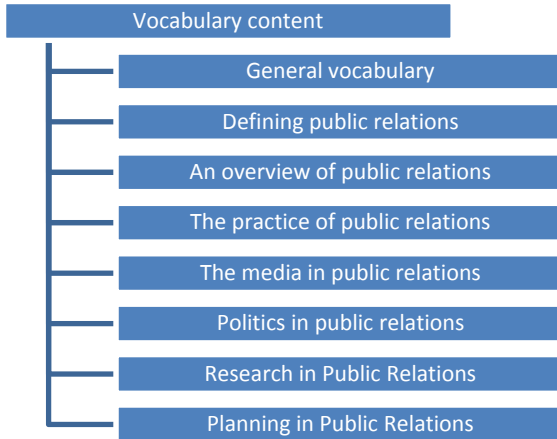 Vocabulary content
General vocabulary
Defining public relations
An overview of public relations
The practice of public relations
The media in public relations
Politics in public relations
Research in Public Relations
Planning in Public Relations